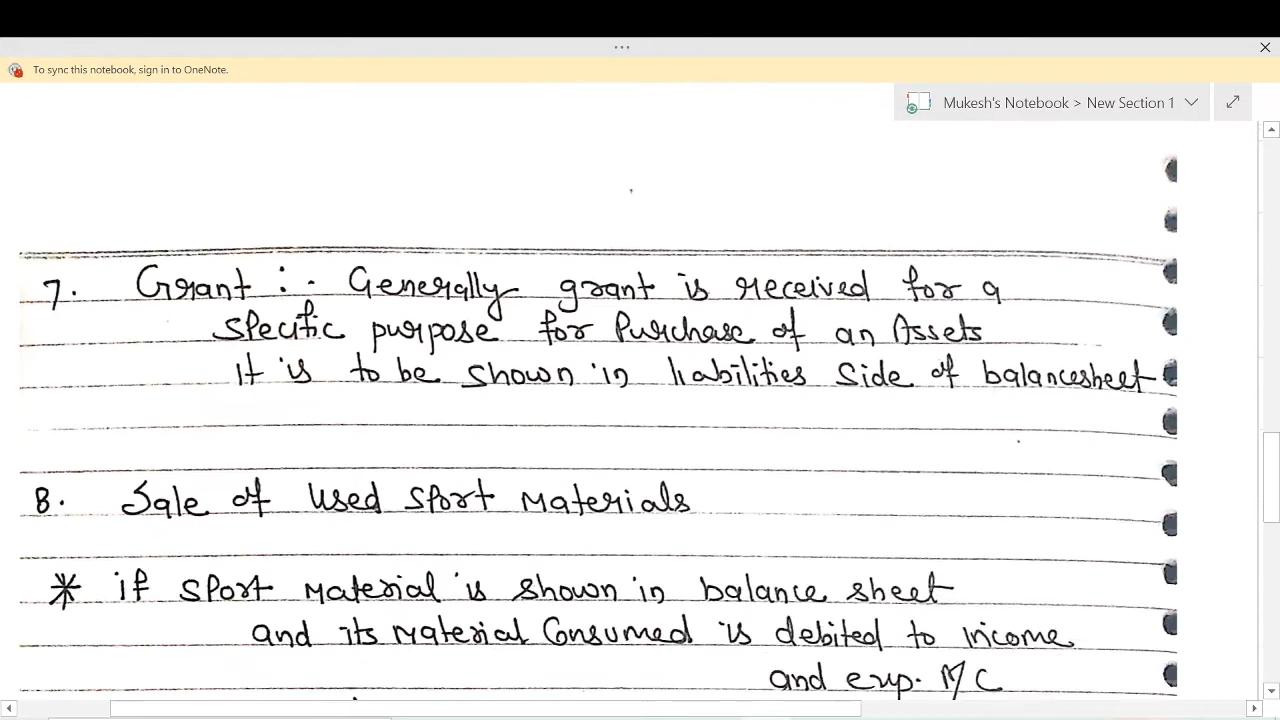 To sync this notebook, sign in to OneNote.
Mukesh's Notebook > New Section 1
7. Grant :- Generally grant is received for a
specific purpose for Purchase of an Assets
It is to be shown in liabilities side of balancesheet
8. Sale of Used Sport Materials
* if sport material is shown in balance sheet
and its material Consumed is debited to income
and exp. A/C